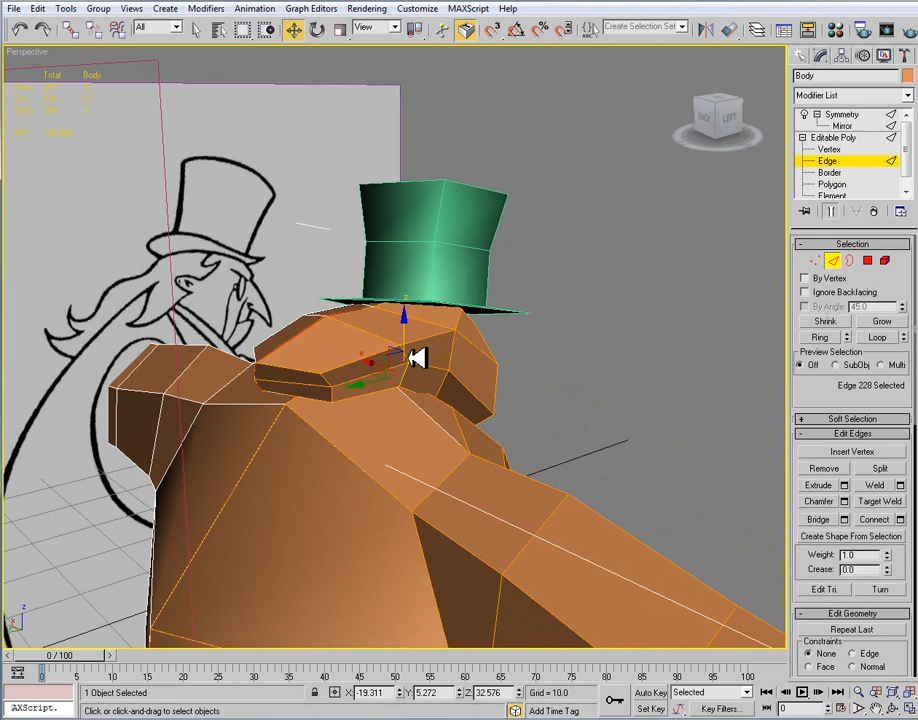 File Edit Tools Group Views Create Modifiers Animation Graph Editors Rendering Customize MAXScript Help
All View Create Selection Set
Perspective
Total Body
Body
Modifier List
Symmetry
Mirror
Editable Poly
Vertex
Edge
Border
Polygon
Element
BACK LEFT
- Selection
By Vertex
Ignore Backfacing
By Angle: 45.0
Shrink Grow
Ring Loop
Preview Selection
Off SubObj Multi
Edge 228 Selected
+ Soft Selection
- Edit Edges
Insert Vertex
Remove Split
Extrude Weld
Chamfer Target Weld
Bridge Connect
Create Shape From Selection
Weight: 1.0
Crease: 0.0
Edit Tri. Turn
- Edit Geometry
Repeat Last
Constraints
None Edge
Face Normal
z
x
z
x
0 / 100
0 5 10 15 20 25 30 35 40 45 50 55 60 65 70 75 80 85 90 95 100
1 Object Selected X: -19.311 Y: 5.272 Z: 32.576 Grid = 10.0 Auto Key Selected
AXScript. Click or click-and-drag to select objects Add Time Tag Set Key Key Filters... 0